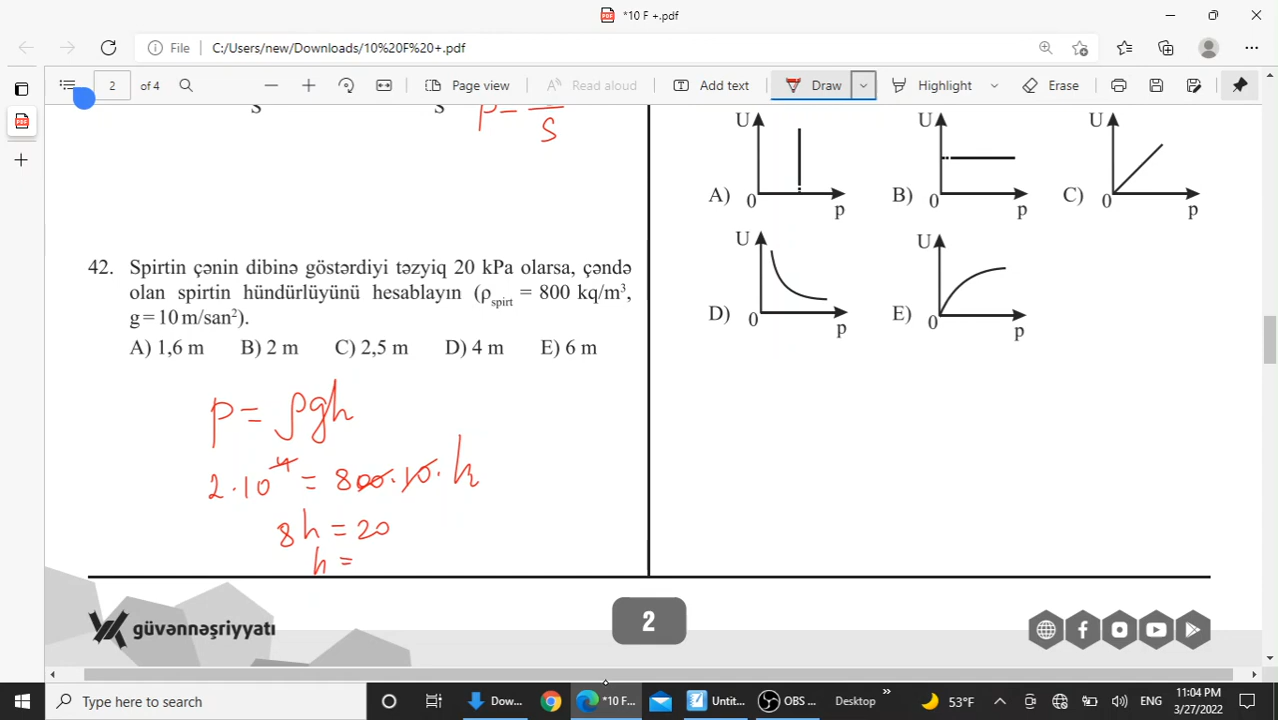 *10 F +.pdf
File C:/Users/new/Downloads/10%20F%20+.pdf
2 of 4 Page view Read aloud Add text Draw Highlight Erase
S S p = S
42. Spirtin çənin dibinə göstərdiyi təzyiq 20 kPa olarsa, çəndə
olan spirtin hündürlüyünü hesablayın (ρspirt = 800 kq/m³,
g = 10 m/san²).
A) 1,6 m B) 2 m C) 2,5 m D) 4 m E) 6 m
p = ρgh
2 · 10⁴ = 800 · 10 · h
8h = 20
h =
U U U
A) 0 p B) 0 p C) 0 p
U U
D) 0 p E) 0 p
güvənnəşriyyatı
2
Type here to search
Dow...
*10 F...
Untit...
OBS ...
Desktop
53°F
ENG
11:04 PM
3/27/2022